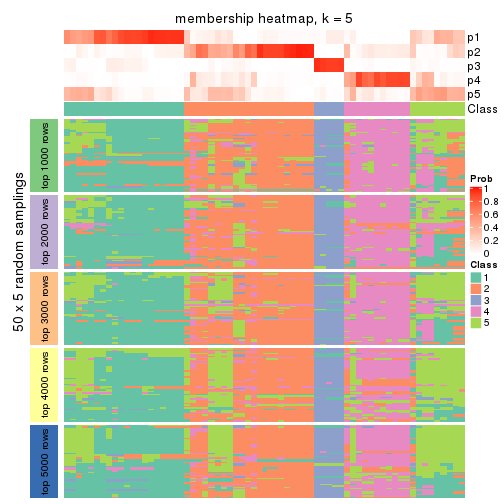 membership heatmap, k = 5
p1
p2
p3
p4
p5
Class
50 x 5 random samplings
top 1000 rows
top 2000 rows
top 3000 rows
top 4000 rows
top 5000 rows
Prob
1
0.8
0.6
0.4
0.2
0
Class
1
2
3
4
5